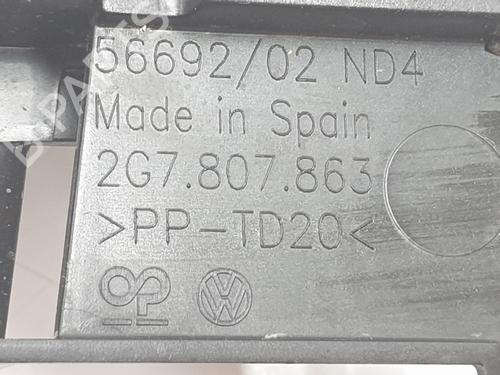 56692/02 ND4
Made in Spain
2G7.807.863
>PP-TD20<